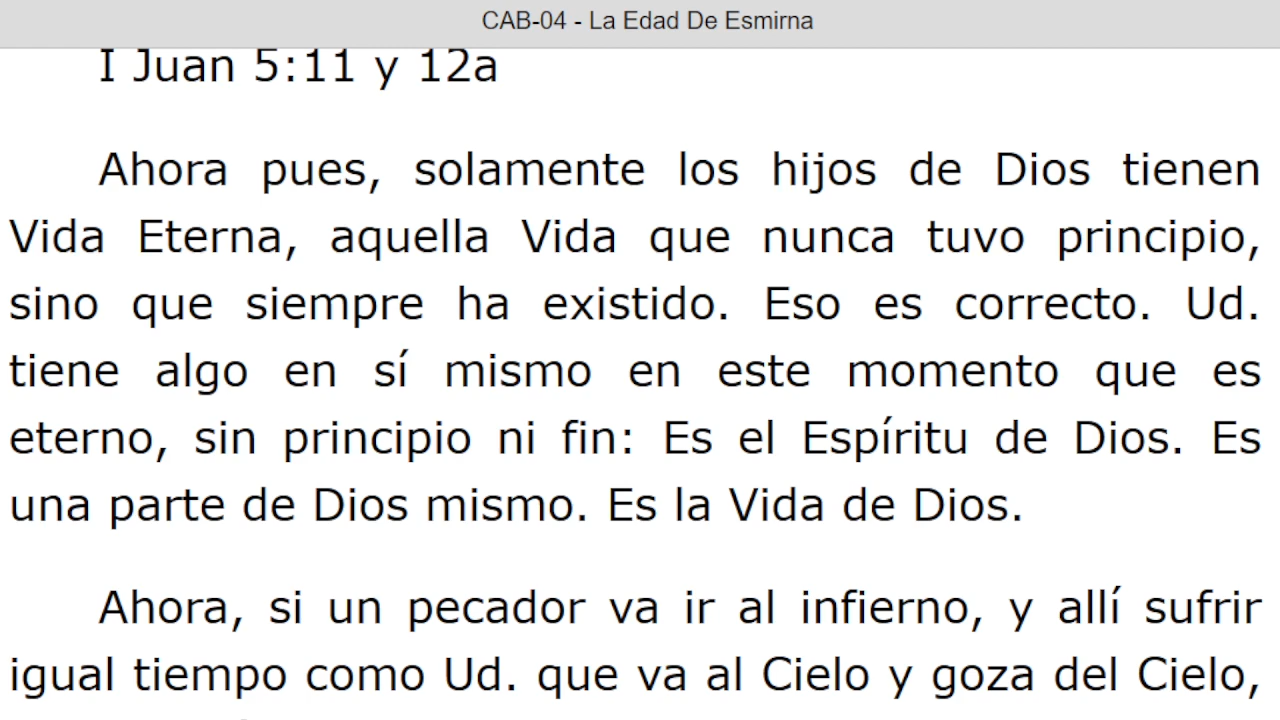 CAB-04 - La Edad De Esmirna
I Juan 5:11 y 12a
Ahora pues, solamente los hijos de Dios tienen
Vida Eterna, aquella Vida que nunca tuvo principio,
sino que siempre ha existido. Eso es correcto. Ud.
tiene algo en sí mismo en este momento que es
eterno, sin principio ni fin: Es el Espíritu de Dios. Es
una parte de Dios mismo. Es la Vida de Dios.
Ahora, si un pecador va ir al infierno, y allí sufrir
igual tiempo como Ud. que va al Cielo y goza del Cielo,